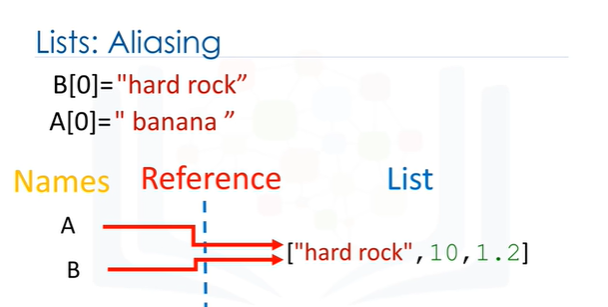 Lists: Aliasing
B[0]="hard rock”
A[0]=" banana ”
Names Reference List
A
["hard rock",10,1.2]
B